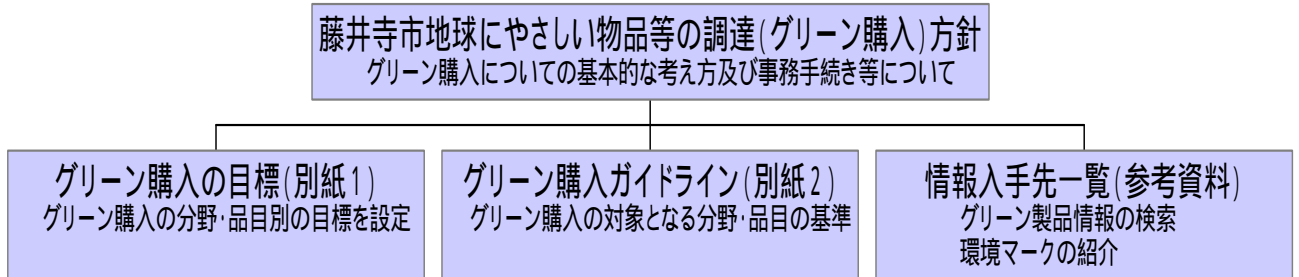 藤井寺市地球にやさしい物品等の調達(グリーン購入)方針
グリーン購入についての基本的な考え方及び事務手続き等について
グリーン購入の目標(別紙1)
グリーン購入の分野・品目別の目標を設定
グリーン購入ガイドライン(別紙2)
グリーン購入の対象となる分野・品目の基準
情報入手先一覧(参考資料)
グリーン製品情報の検索
環境マークの紹介